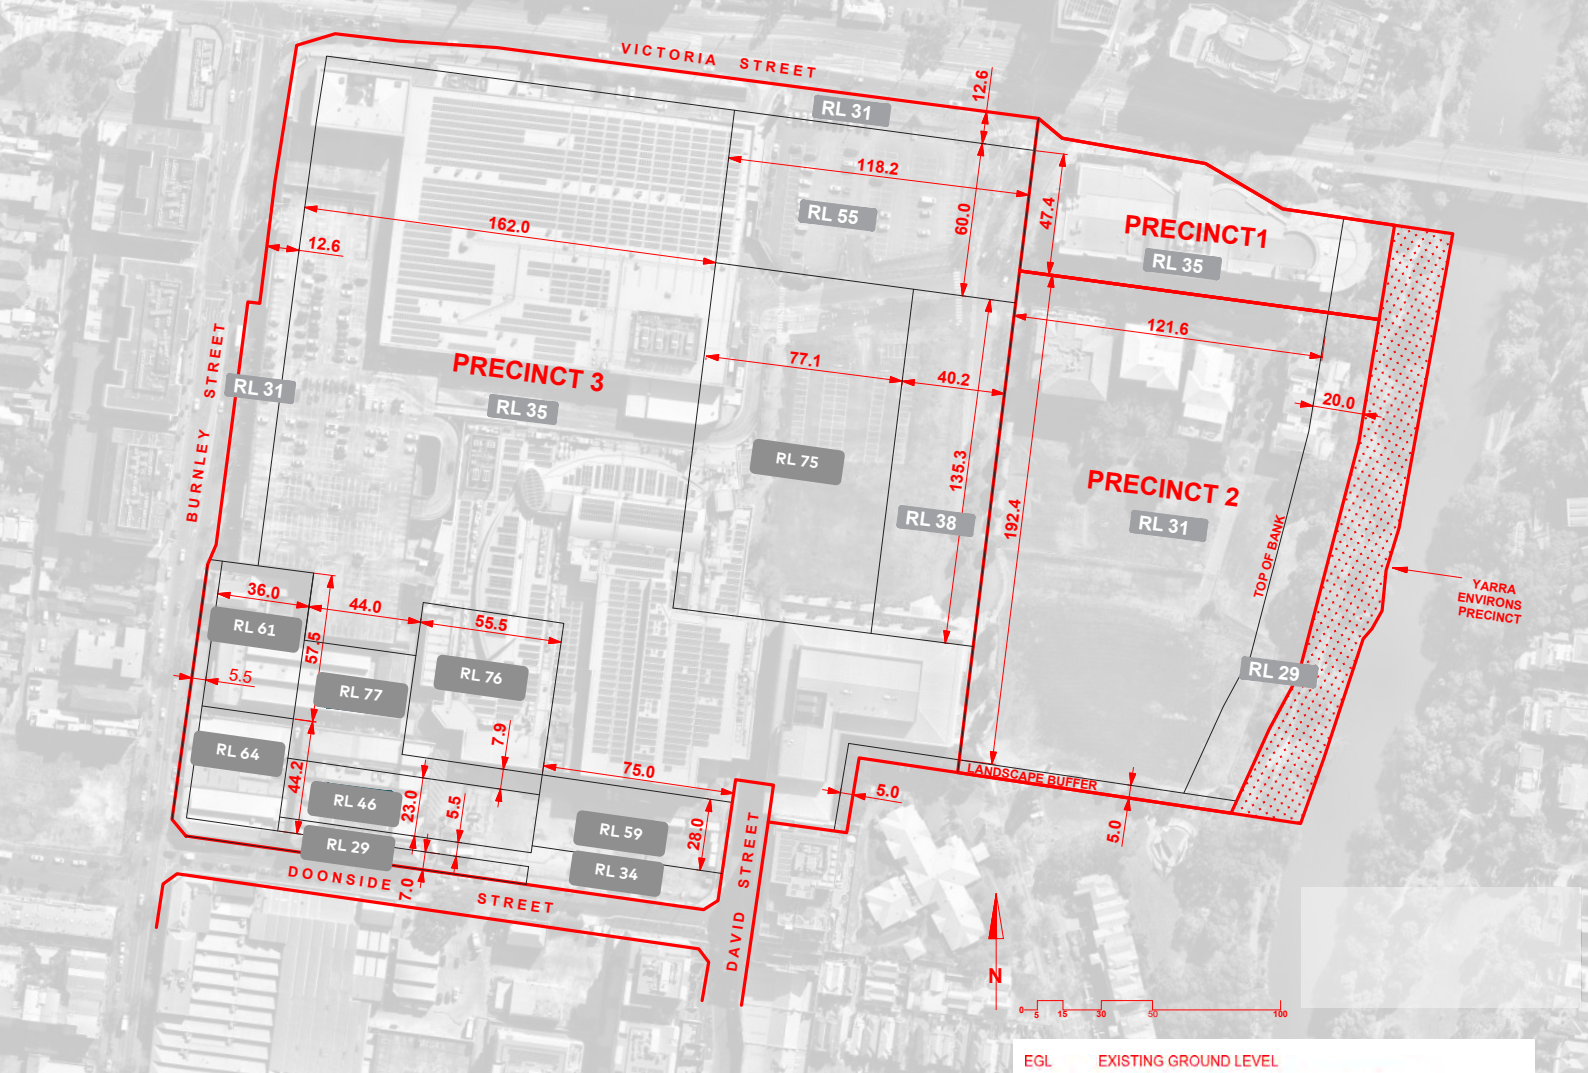 VICTORIA STREET
12.6
RL 31
118.2
RL 55
60.0
47.4
PRECINCT1
RL 35
162.0
12.6
121.6
77.1
40.2
20.0
BURNLEY STREET
RL 31
PRECINCT 3
RL 35
RL 75
135.3
RL 38
192.4
PRECINCT 2
RL 31
TOP OF BANK
YARRA
ENVIRONS
PRECINCT
36.0
44.0
55.5
RL 61
57.5
5.5
RL 77
RL 76
RL 29
RL 64
7.9
75.0
44.2
RL 46
23.0
5.5
RL 59
28.0
LANDSCAPE BUFFER
5.0
5.0
RL 29
RL 34
DOONSIDE STREET
7.0
DAVID STREET
N
0 5 15 30 50 100
EGL EXISTING GROUND LEVEL